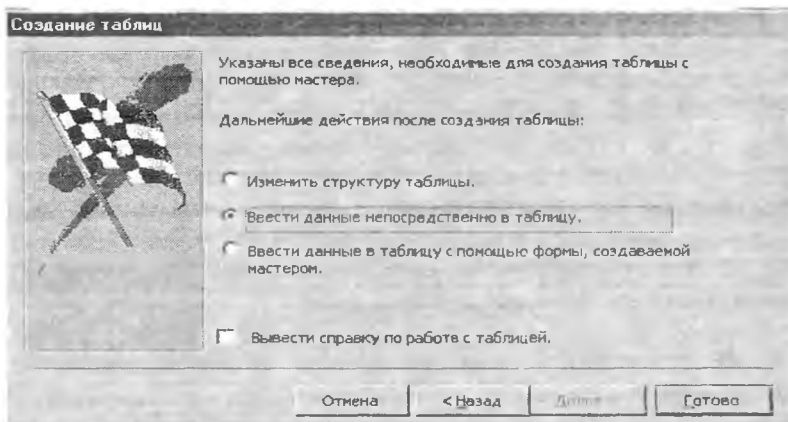 Создание таблиц
Указаны все сведения, необходимые для создания таблицы с
помощью мастера.
Дальнейшие действия после создания таблицы:
Изменить структуру таблицы.
Ввести данные непосредственно в таблицу.
Ввести данные в таблицу с помощью формы, создаваемой
мастером.
Вывести справку по работе с таблицей.
Отмена
< Назад
Готово